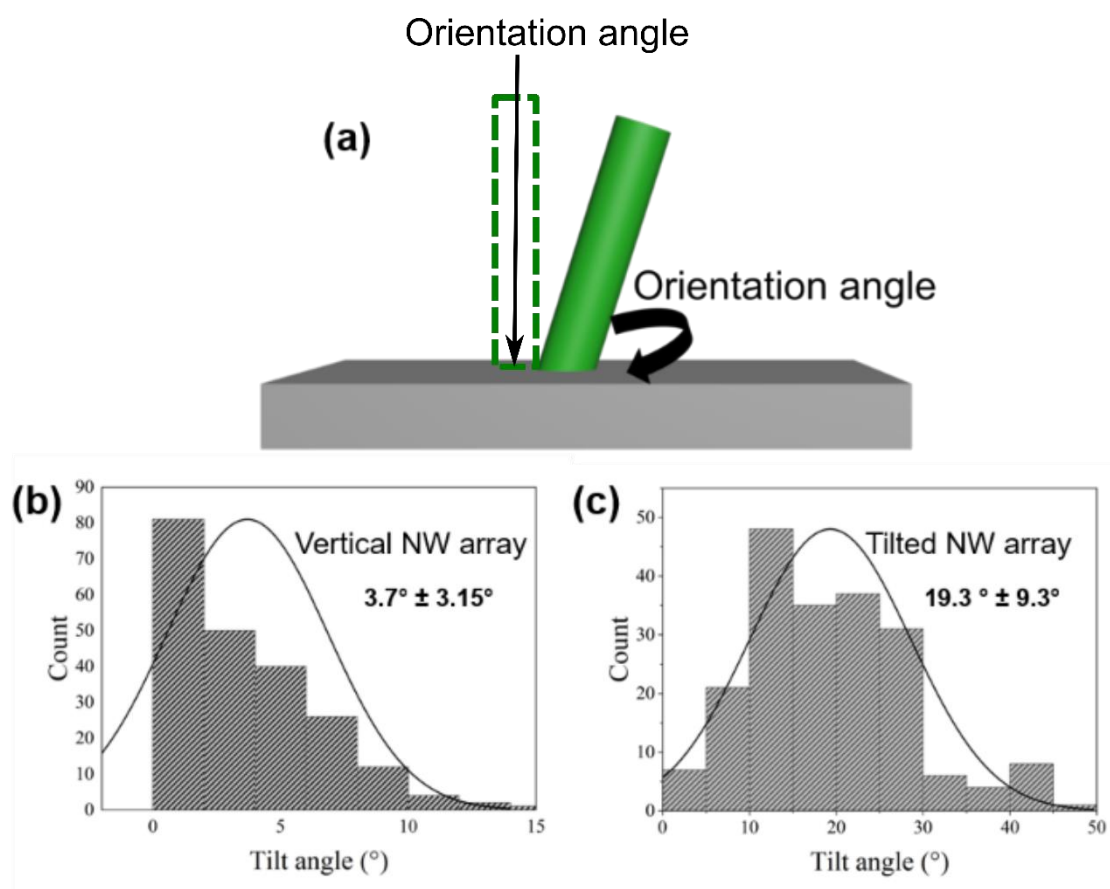 Orientation angle
(a)
Orientation angle
(b)
90
80
70
60
50
40
30
20
10
0
Count
Vertical NW array
3.7° ± 3.15°
0
5
10
15
Tilt angle (°)
(c)
50
40
30
20
10
0
Count
Tilted NW array
19.3 ° ± 9.3°
0
10
20
30
40
50
Tilt angle (°)